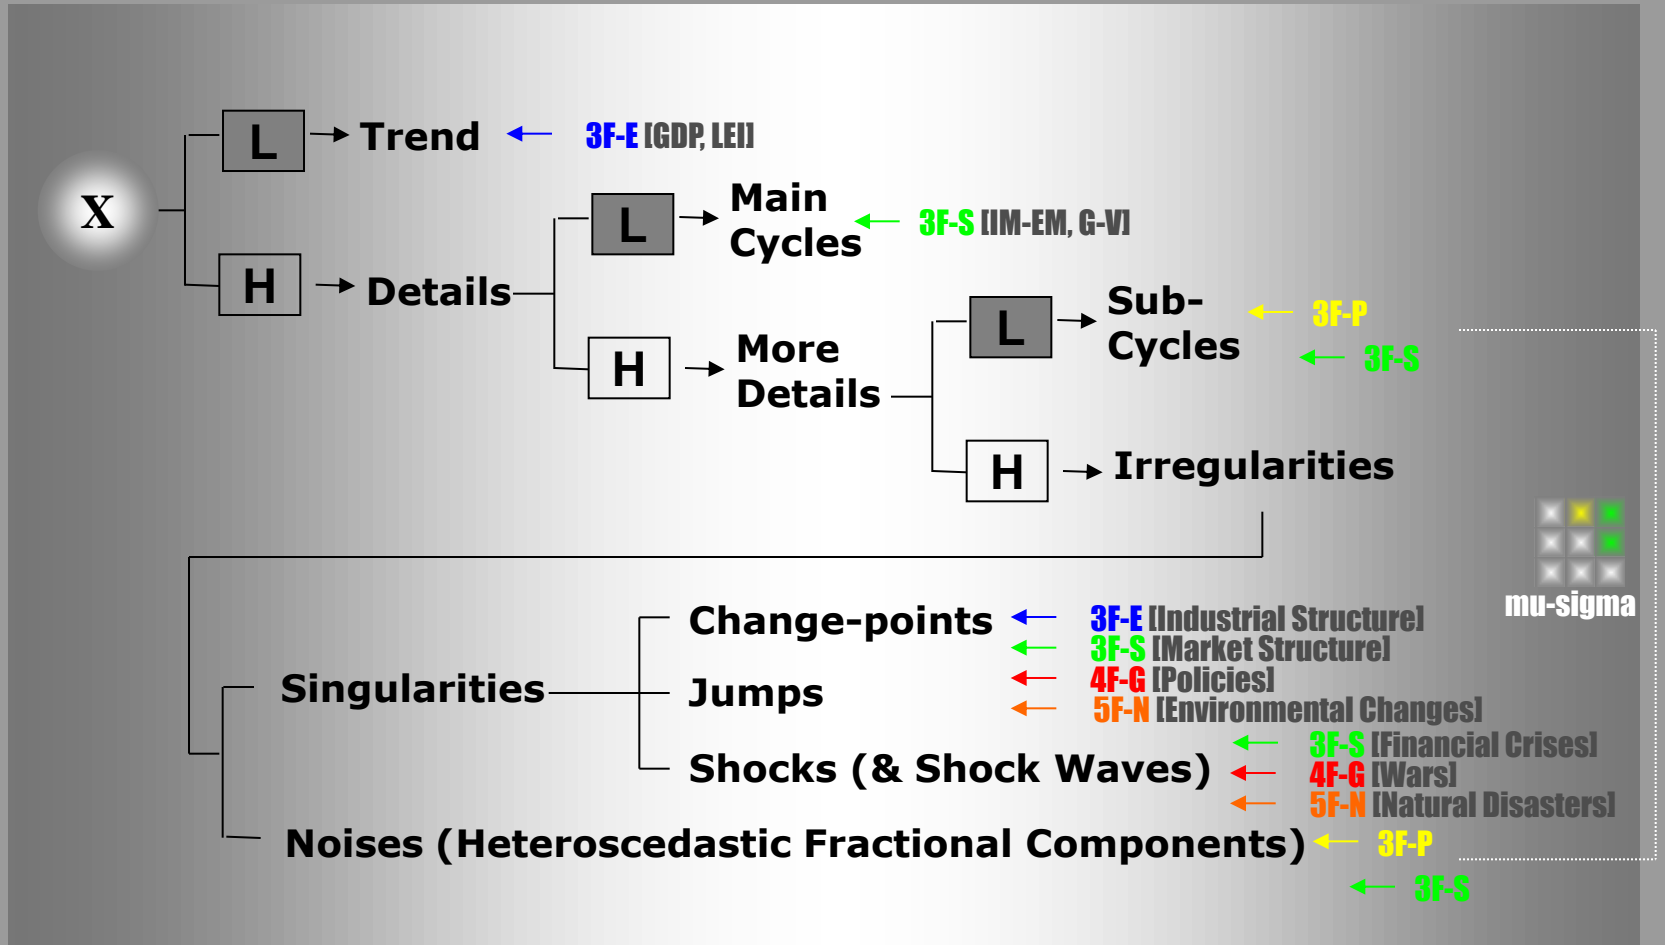 X
L
Trend
3F-E [GDP, LEI]
H
Details
L
Main
Cycles
3F-S [IM-EM, G-V]
H
More
Details
L
Sub-
Cycles
3F-P
3F-S
H
Irregularities
mu-sigma
Singularities
Change-points
3F-E [Industrial Structure]
3F-S [Market Structure]
Jumps
4F-G [Policies]
5F-N [Environmental Changes]
Shocks (& Shock Waves)
3F-S [Financial Crises]
4F-G [Wars]
5F-N [Natural Disasters]
Noises (Heteroscedastic Fractional Components)
3F-P
3F-S